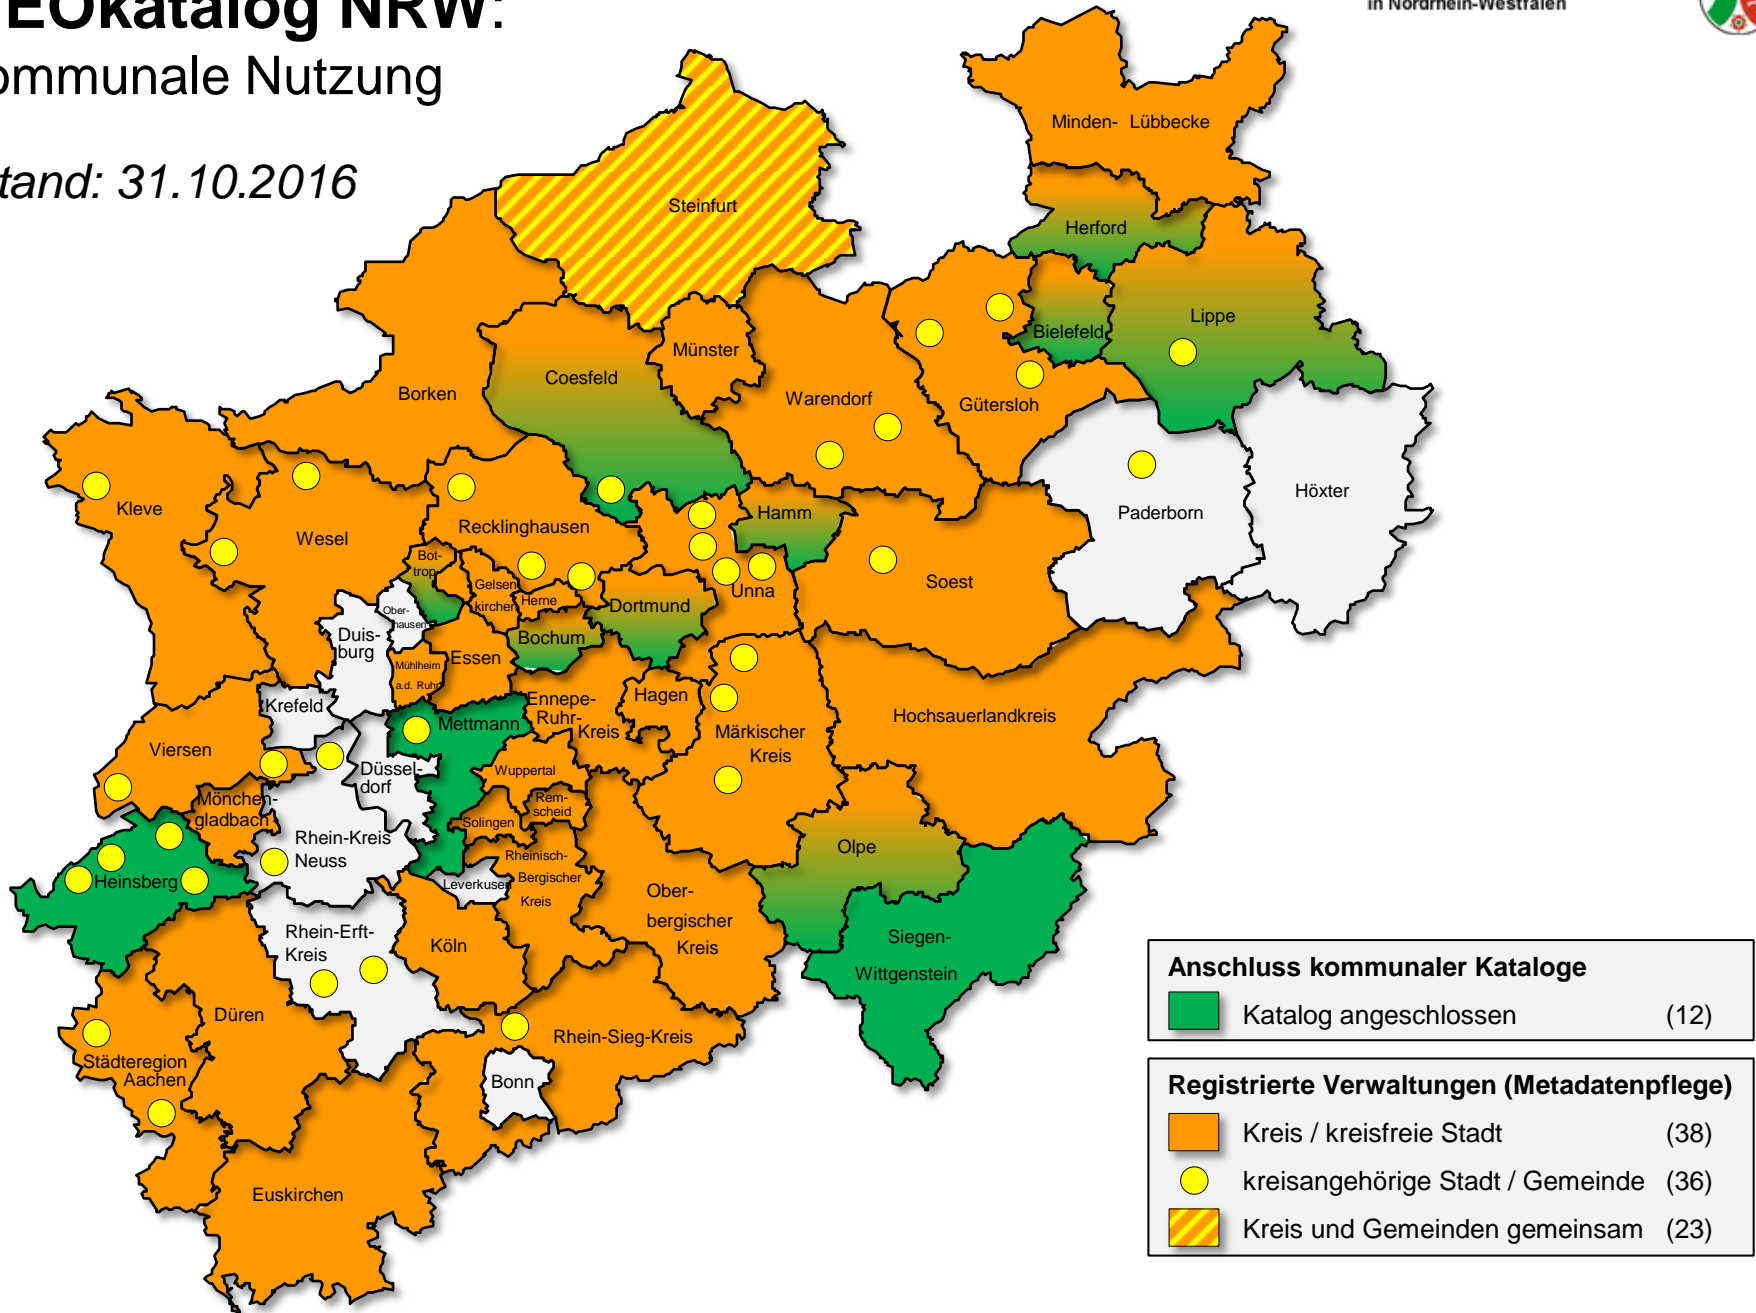 EOkatalog NRW:
ommunale Nutzung
tand: 31.10.2016
in Nordrhein-Westfalen
Minden- Lübbecke
Steinfurt
Herford
Lippe
Bielefeld
Münster
Coesfeld
Borken
Warendorf
Gütersloh
Höxter
Paderborn
Kleve
Wesel
Recklinghausen
Hamm
Soest
Unna
Bot-
trop
Gelsen
kirchen
Herne
Dortmund
Ober-
hausen
Duis-
burg
Bochum
Essen
Mühlheim
a.d. Ruhr
Krefeld
Ennepe-
Ruhr-
Kreis
Hagen
Hochsauerlandkreis
Mettmann
Märkischer
Kreis
Viersen
Düssel-
dorf
Wuppertal
Rem-
scheid
Solingen
Mönchen-
gladbach
Rhein-Kreis
Neuss
Olpe
Rheinisch-
Bergischer
Kreis
Leverkusen
Heinsberg
Ober-
bergischer
Kreis
Rhein-Erft-
Kreis
Köln
Siegen-
Wittgenstein
Düren
Rhein-Sieg-Kreis
Städteregion
Aachen
Bonn
Euskirchen
Anschluss kommunaler Kataloge
Katalog angeschlossen (12)
Registrierte Verwaltungen (Metadatenpflege)
Kreis / kreisfreie Stadt (38)
kreisangehörige Stadt / Gemeinde (36)
Kreis und Gemeinden gemeinsam (23)